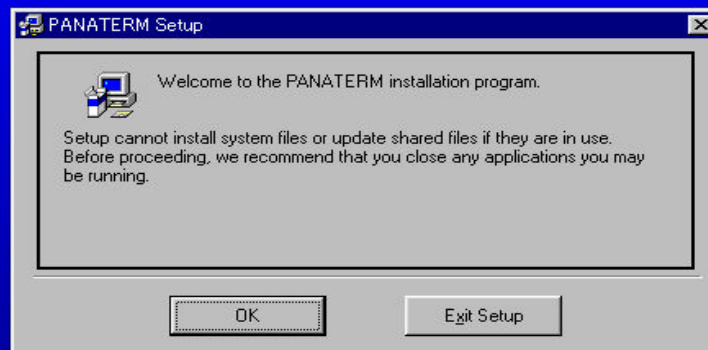 PANATERM Setup
Welcome to the PANATERM installation program.
Setup cannot install system files or update shared files if they are in use.
Before proceeding, we recommend that you close any applications you may
be running.
OK
Exit Setup